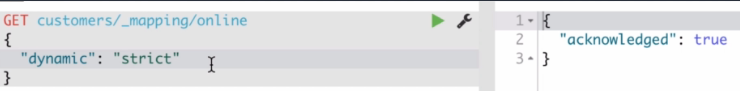 GET customers/_mapping/online
{
"dynamic": "strict"
}
1 {
2 "acknowledged": true
3 }